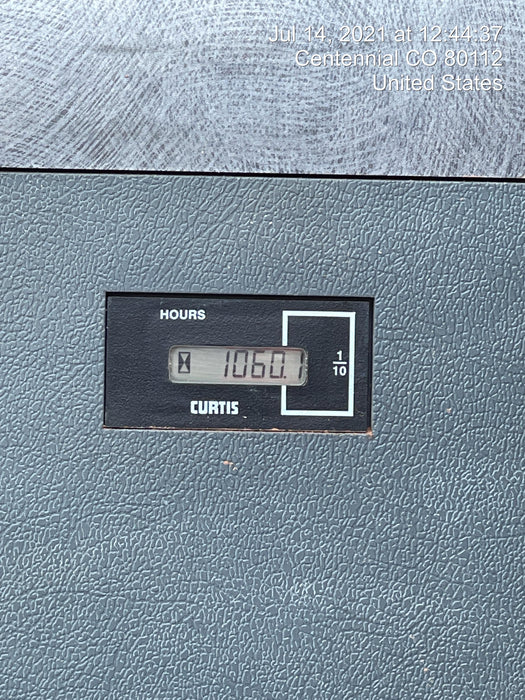 Jul 14, 2021 at 12:44:37
Centennial CO 80112
United States
HOURS
1060.1
1/10
CURTIS